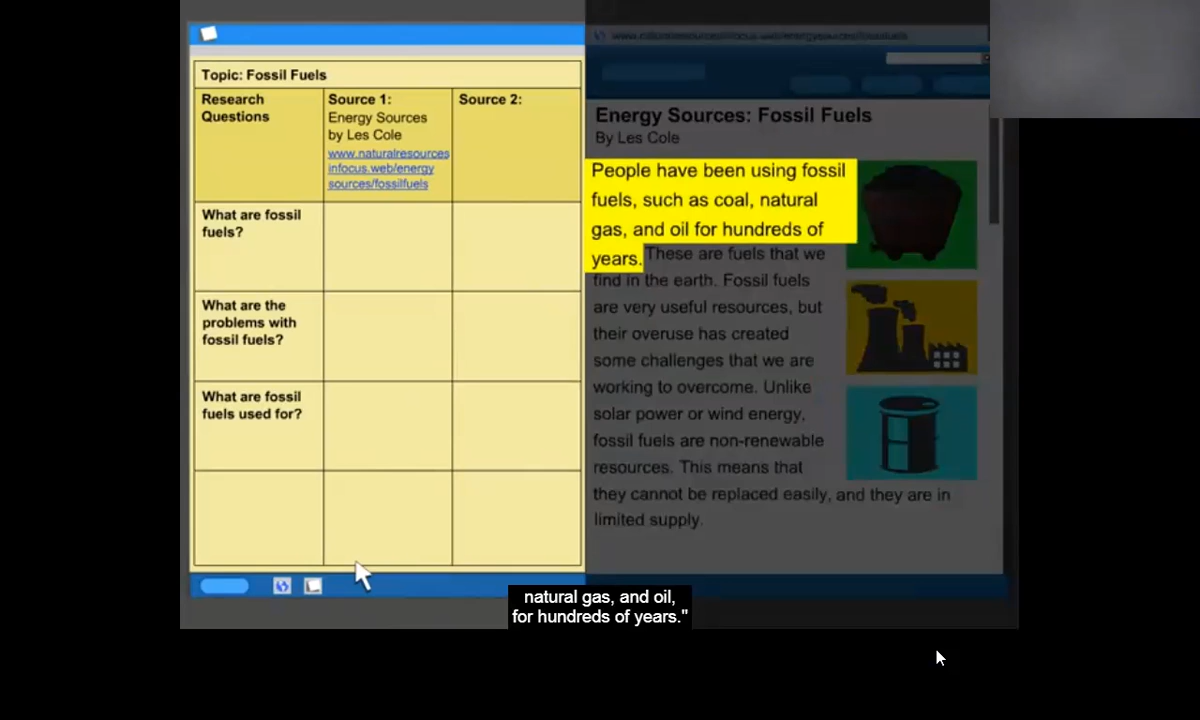 Topic: Fossil Fuels
Research
Questions
Source 1:
Energy Sources
by Les Cole
www.naturalresources
infocus.web/energy
sources/fossilfuels
Source 2:
What are fossil
fuels?
What are the
problems with
fossil fuels?
What are fossil
fuels used for?
www.naturalresourcesinfocus.web/energysources/fossilfuels
Energy Sources: Fossil Fuels
By Les Cole
People have been using fossil
fuels, such as coal, natural
gas, and oil for hundreds of
years. These are fuels that we
find in the earth. Fossil fuels
are very useful resources, but
their overuse has created
some challenges that we are
working to overcome. Unlike
solar power or wind energy,
fossil fuels are non-renewable
resources. This means that
they cannot be replaced easily, and they are in
limited supply.
natural gas, and oil,
for hundreds of years."